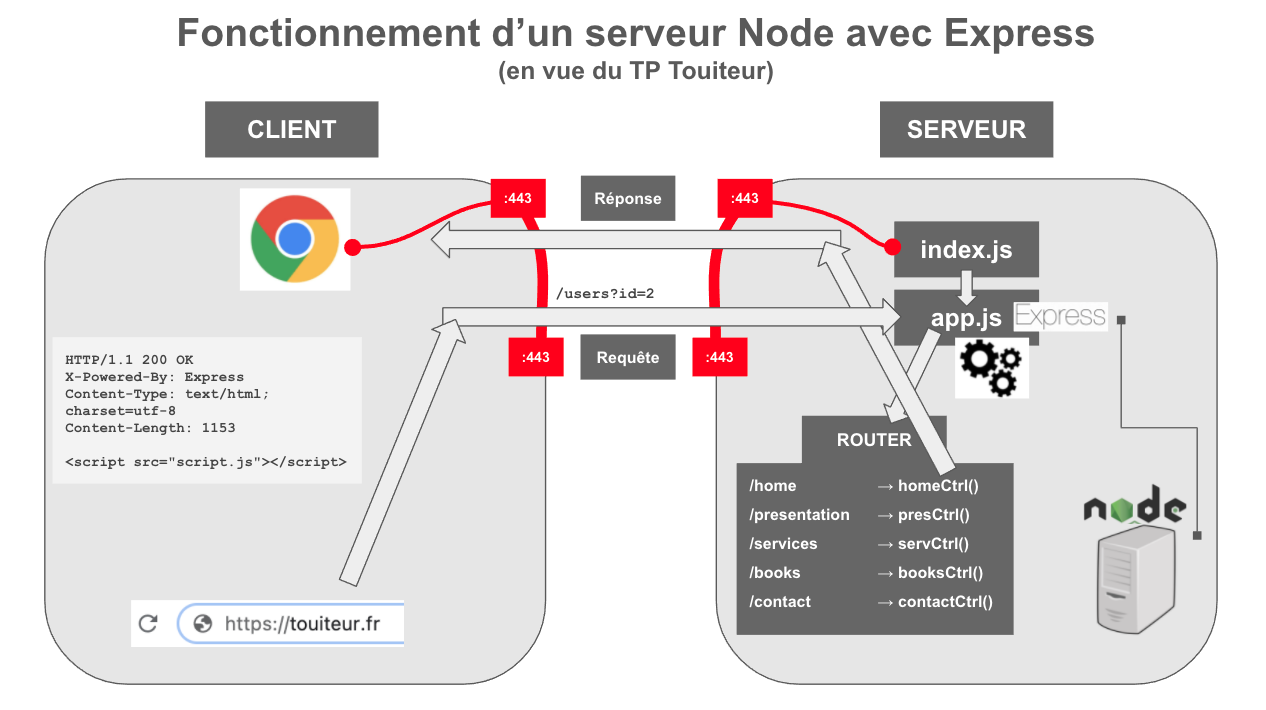 Fonctionnement d’un serveur Node avec Express
(en vue du TP Touiteur)
CLIENT
SERVEUR
:443
Réponse
:443
index.js
/users?id=2
app.js
Express
:443
Requête
:443
HTTP/1.1 200 OK
X-Powered-By: Express
Content-Type: text/html;
charset=utf-8
Content-Length: 1153
<script src="script.js"></script>
ROUTER
/home → homeCtrl()
/presentation → presCtrl()
/services → servCtrl()
/books → booksCtrl()
/contact → contactCtrl()
node
https://touiteur.fr